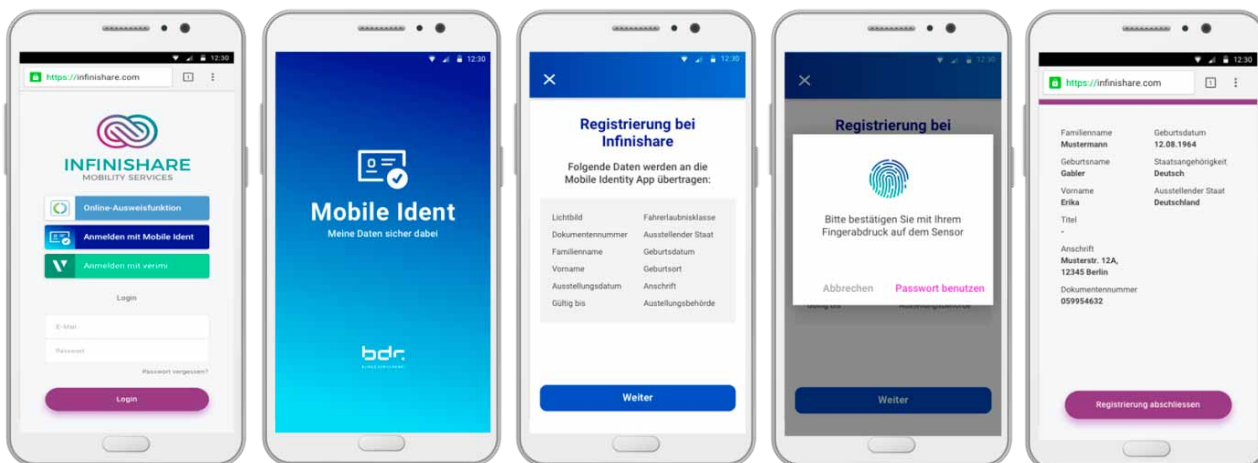 12:30
https://infinishare.com
1
INFINISHARE
MOBILITY SERVICES
Online-Ausweisfunktion
Anmelden mit Mobile Ident
Anmelden mit verimi
Login
E-Mail
Passwort
Passwort vergessen?
Login
12:30
Mobile Ident
Meine Daten sicher dabei
bdr.
12:30
Registrierung bei
Infinishare
Folgende Daten werden an die
Mobile Identity App übertragen:
Lichtbild Fahrerlaubnisklasse
Dokumentennummer Ausstellender Staat
Familienname Geburtsdatum
Vorname Geburtsort
Ausstellungsdatum Anschrift
Gültig bis Austellungsbehörde
Weiter
12:30
Registrierung bei
Bitte bestätigen Sie mit Ihrem
Fingerabdruck auf dem Sensor
Abbrechen Passwort benutzen
Weiter
12:30
https://infinishare.com
1
Familienname Geburtsdatum
Mustermann 12.08.1964
Geburtsname Staatsangehörigkeit
Gabler Deutsch
Vorname Ausstellender Staat
Erika Deutschland
Titel
-
Anschrift
Musterstr. 12A,
12345 Berlin
Dokumentennummer
059954632
Registrierung abschliessen